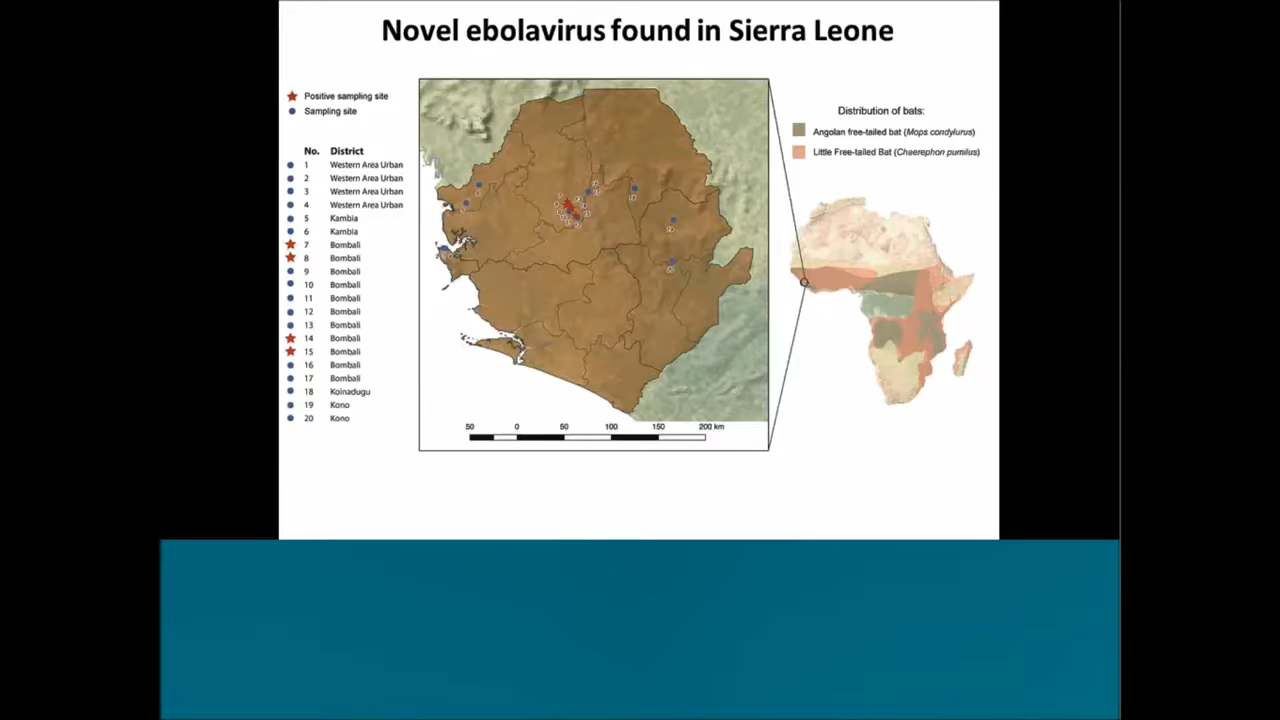 Novel ebolavirus found in Sierra Leone
Positive sampling site
Sampling site
No. District
1 Western Area Urban
2 Western Area Urban
3 Western Area Urban
4 Western Area Urban
5 Kambia
6 Kambia
7 Bombali
8 Bombali
9 Bombali
10 Bombali
11 Bombali
12 Bombali
13 Bombali
14 Bombali
15 Bombali
16 Bombali
17 Bombali
18 Koinadugu
19 Kono
20 Kono
50 0 50 100 150 200 km
Distribution of bats:
Angolan free-tailed bat (Mops condylurus)
Little Free-tailed Bat (Chaerephon pumilus)